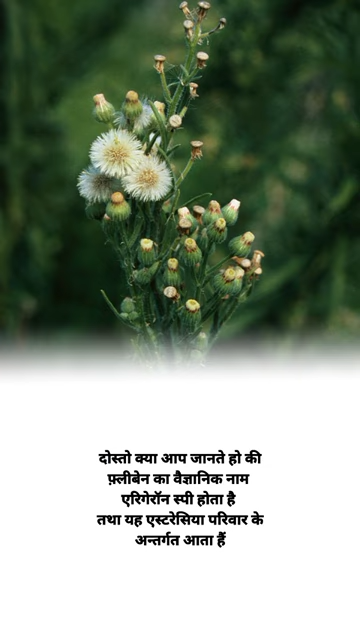 दोस्तो क्या आप जानते हो की
फ़्लीबेन का वैज्ञानिक नाम
एरिगेरॉन स्पी होता है
तथा यह एस्टरेसिया परिवार के
अन्तर्गत आता हैं